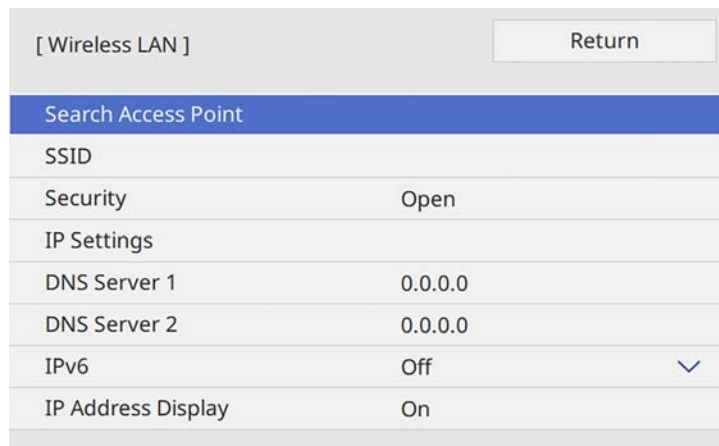 [ Wireless LAN ] Return
Search Access Point
SSID
Security Open
IP Settings
DNS Server 1 0.0.0.0
DNS Server 2 0.0.0.0
IPv6 Off
IP Address Display On